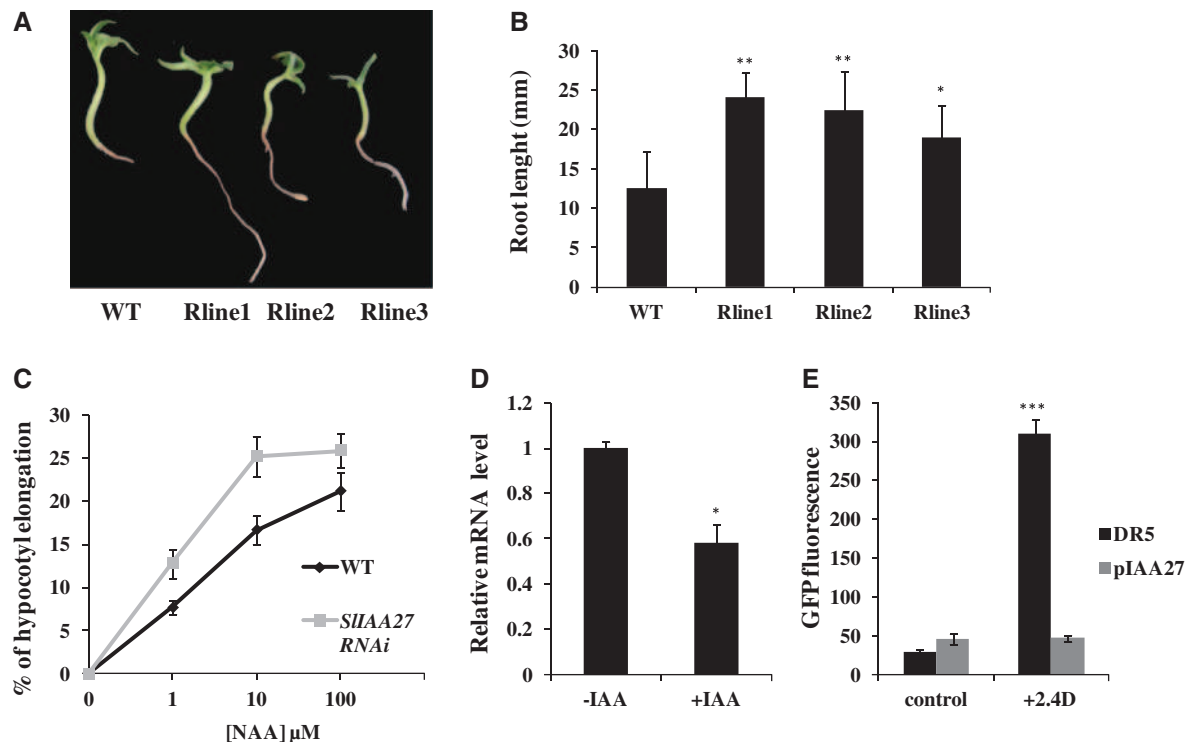 A
WT Rline1 Rline2 Rline3
B
Root lenght (mm)
30
25
20
15
10
5
0
** ** *
WT Rline1 Rline2 Rline3
C
% of hypocotyl elongation
30
25
20
15
10
5
0
WT
SlIAA27
RNAi
0 1 10 100
[NAA] µM
D
Relative mRNA level
1.2
1
0.8
0.6
0.4
0.2
0
*
-IAA +IAA
E
GFP fluorescence
350
300
250
200
150
100
50
0
***
DR5
pIAA27
control +2.4D